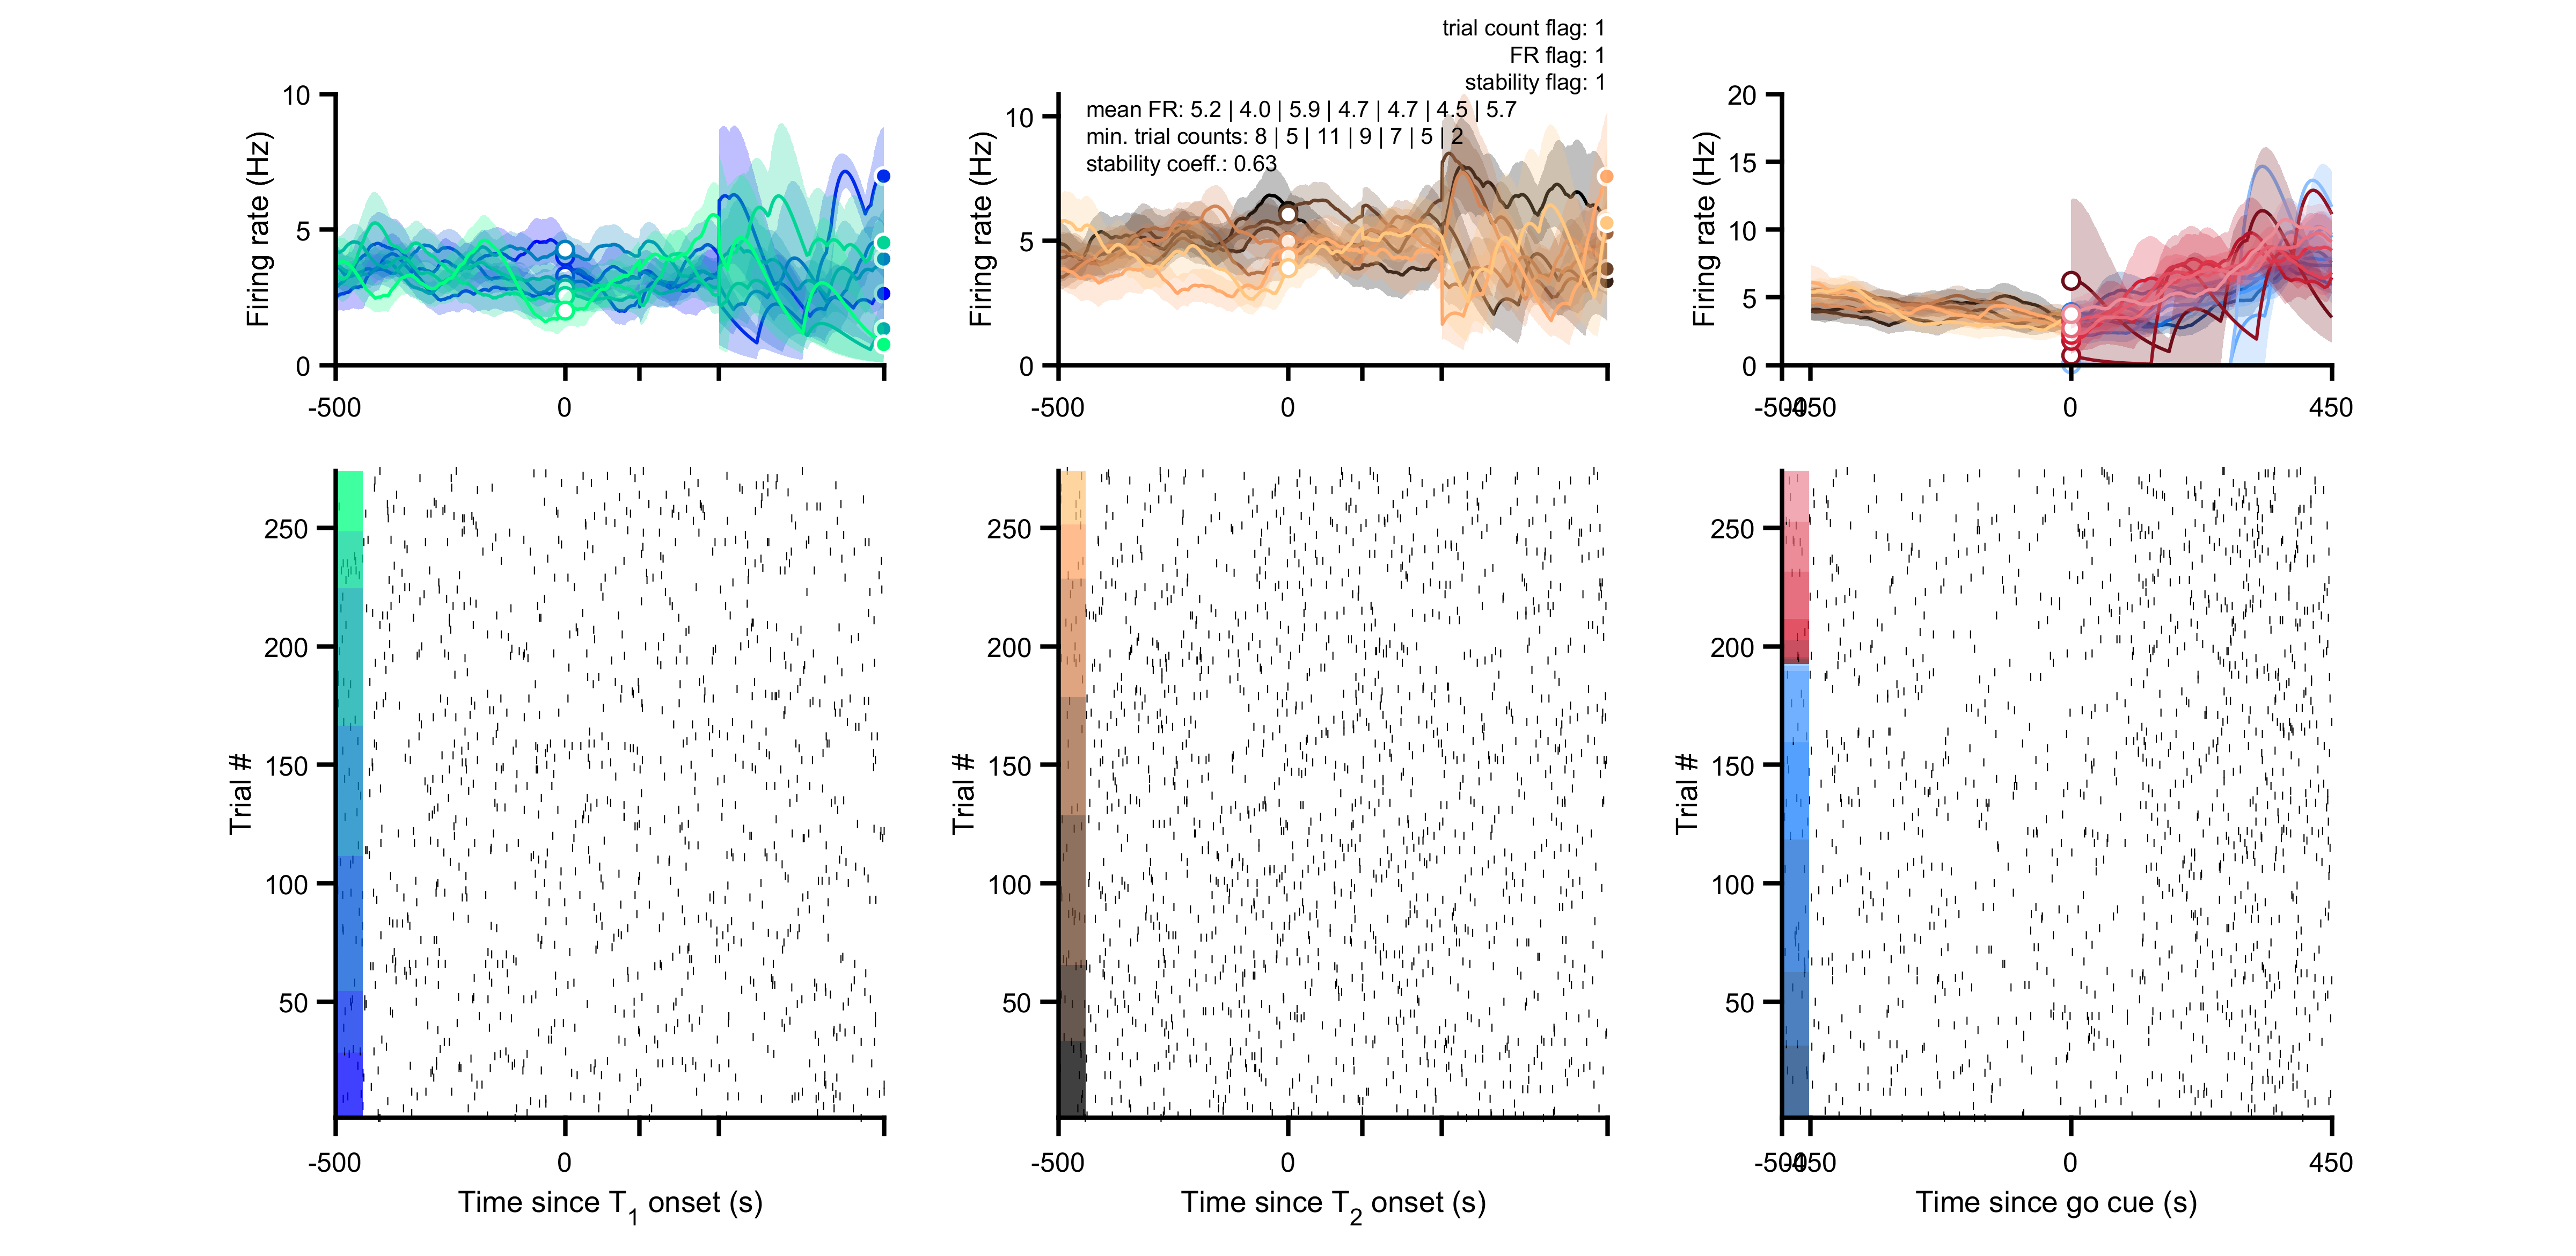 trial count flag: 1
FR flag: 1
stability flag: 1
mean FR: 5.2 | 4.0 | 5.9 | 4.7 | 4.7 | 4.5 | 5.7
min. trial counts: 8 | 5 | 11 | 9 | 7 | 5 | 2
stability coeff.: 0.63
Firing rate (Hz)
10
5
0
-500
0
Firing rate (Hz)
10
5
0
-500
0
Firing rate (Hz)
20
15
10
5
0
-500
-450
0
450
Trial #
250
200
150
100
50
-500
0
Time since T1 onset (s)
Trial #
250
200
150
100
50
-500
0
Time since T2 onset (s)
Trial #
250
200
150
100
50
-500
-450
0
450
Time since go cue (s)